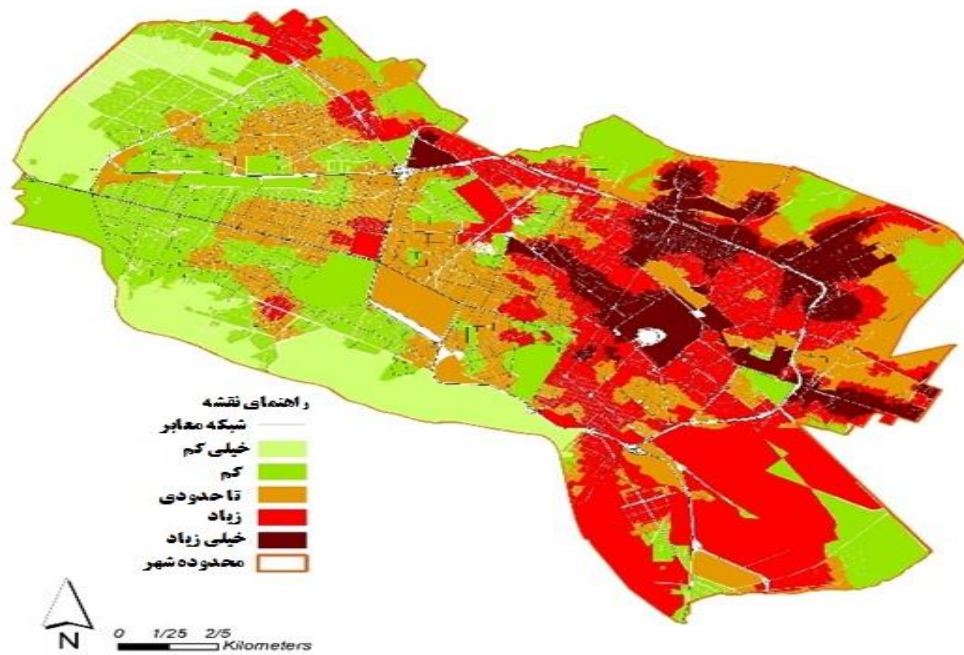 راهنمای نقشه
شبکه معابر
خیلی کم
کم
تا حدودی
زیاد
خیلی زیاد
محدوده شهر
N
0 1/25 2/5
Kilometers